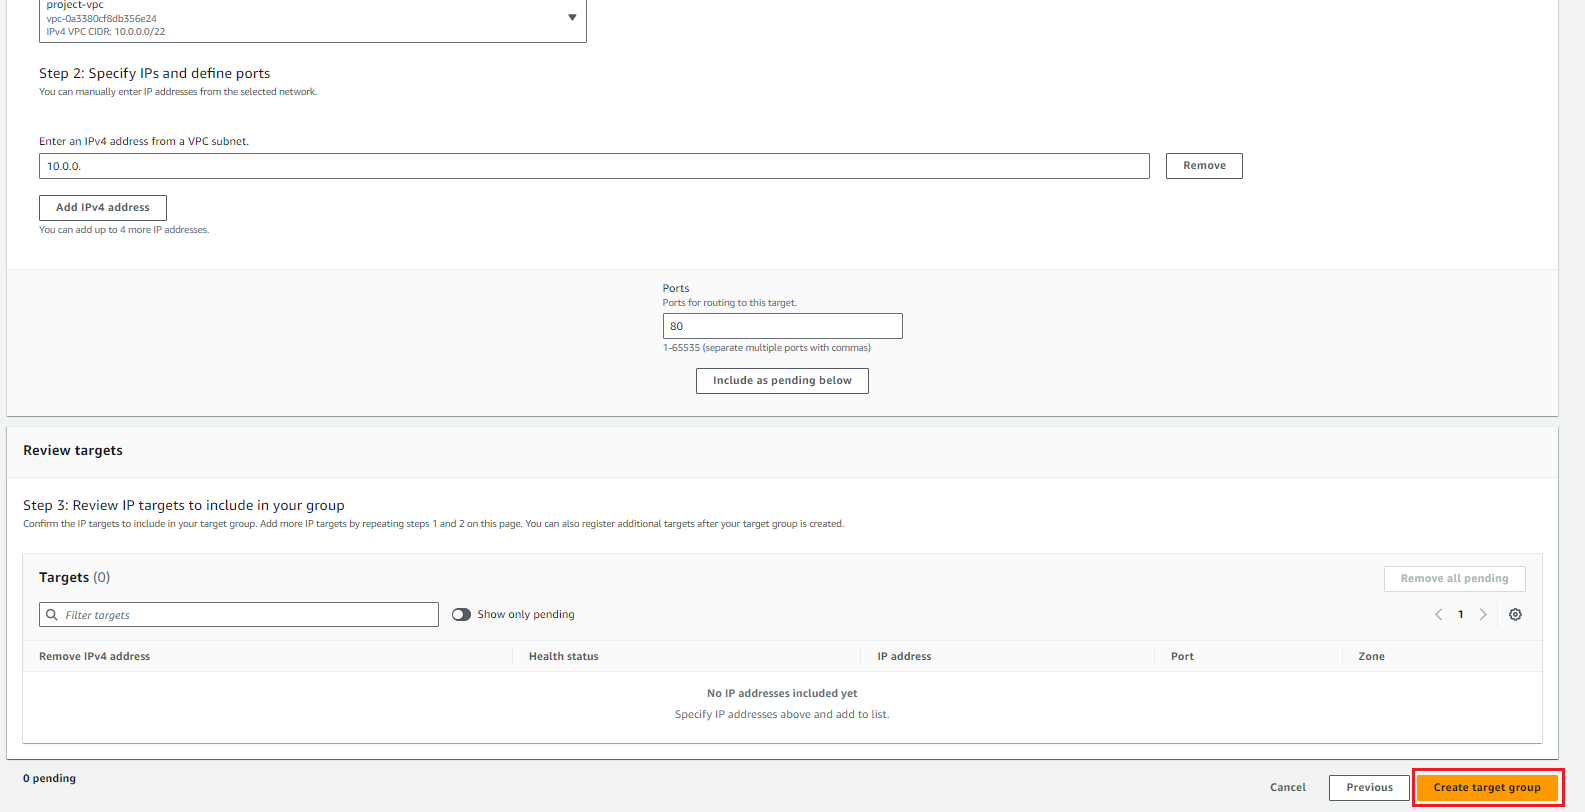 project-vpc
vpc-0a3380cf8db356e24
IPv4 VPC CIDR: 10.0.0.0/22
Step 2: Specify IPs and define ports
You can manually enter IP addresses from the selected network.
Enter an IPv4 address from a VPC subnet.
10.0.0.
Remove
Add IPv4 address
You can add up to 4 more IP addresses.
Ports
Ports for routing to this target.
80
1-65535 (separate multiple ports with commas)
Include as pending below
Review targets
Step 3: Review IP targets to include in your group
Confirm the IP targets to include in your target group. Add more IP targets by repeating steps 1 and 2 on this page. You can also register additional targets after your target group is created.
Targets (0)
Remove all pending
Filter targets
Show only pending
1
Remove IPv4 address
Health status
IP address
Port
Zone
No IP addresses included yet
Specify IP addresses above and add to list.
0 pending
Cancel
Previous
Create target group